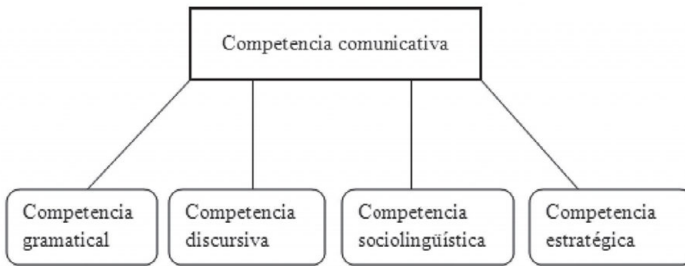 Competencia comunicativa
Competencia
gramatical
Competencia
discursiva
Competencia
sociolingüística
Competencia
estratégica